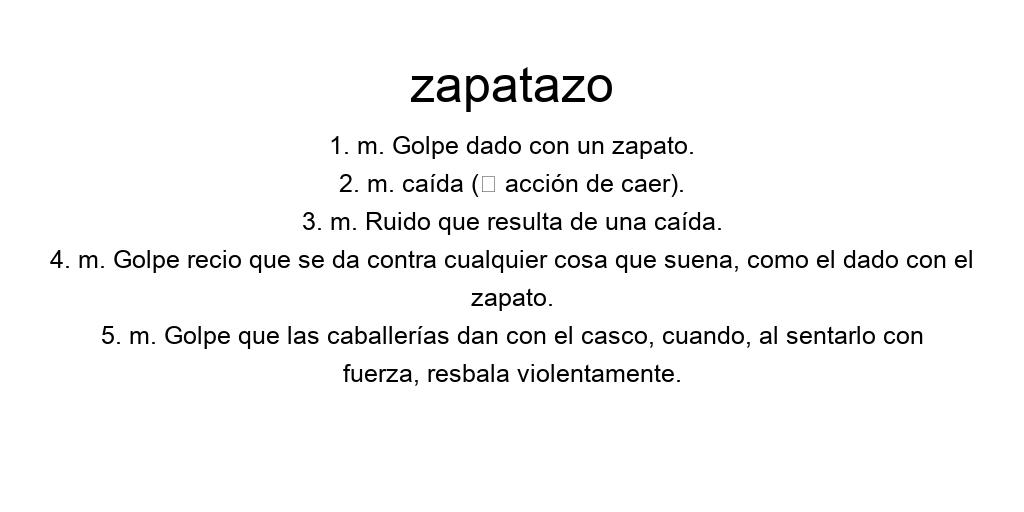 zapatazo
1. m. Golpe dado con un zapato.
2. m. caída (□ acción de caer).
3. m. Ruido que resulta de una caída.
4. m. Golpe recio que se da contra cualquier cosa que suena, como el dado con el
zapato.
5. m. Golpe que las caballerías dan con el casco, cuando, al sentarlo con
fuerza, resbala violentamente.